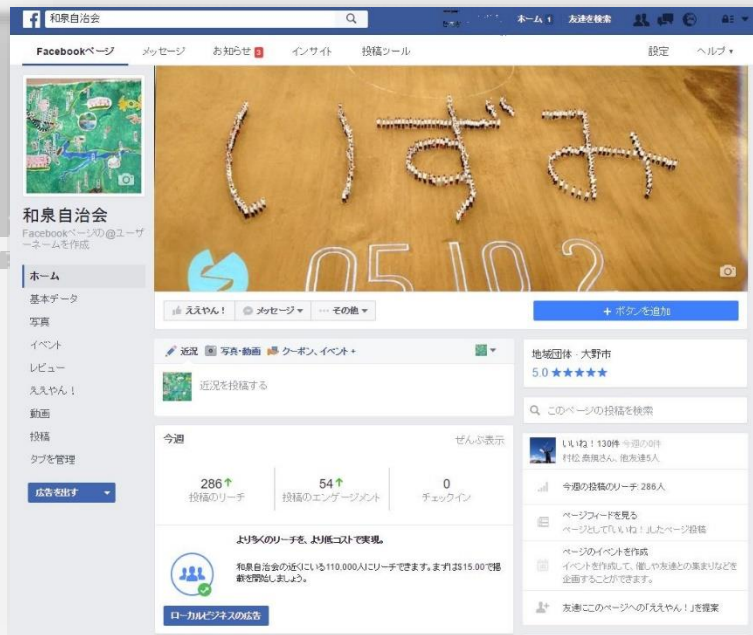 和泉自治会
ホーム 1
友達を検索
Facebookページ
メッセージ
お知らせ 3
インサイト
投稿ツール
設定
ヘルプ
いずみ
和泉自治会
Facebookページの@ユーザ
ーネームを作成
ホーム
基本データ
写真
イベント
レビュー
ええやん！
動画
投稿
タブを管理
広告を出す
ええやん！
メッセージ
その他
+ ボタンを追加
近況
写真・動画
クーポン、イベント +
近況を投稿する
今週
ぜんぶ表示
286
投稿のリーチ
54
投稿のエンゲージメント
0
チェックイン
より多くのリーチを、より低コストで実現。
和泉自治会の近くにいる110,000人にリーチできます。まずは$15.00で掲
載を開始しましょう。
ローカルビジネスの広告
地域団体・大野市
5.0 ★★★★★
このページの投稿を検索
いいね！130件 今週の0件
他友達5人
今週の投稿のリーチ: 286人
ページフィードを見る
ページとして「いいね！」したページ投稿
ページのイベントを作成
イベントを作成して、催しや友達との集まりなどを
企画することができます。
友達にこのページへの「ええやん！」を提案